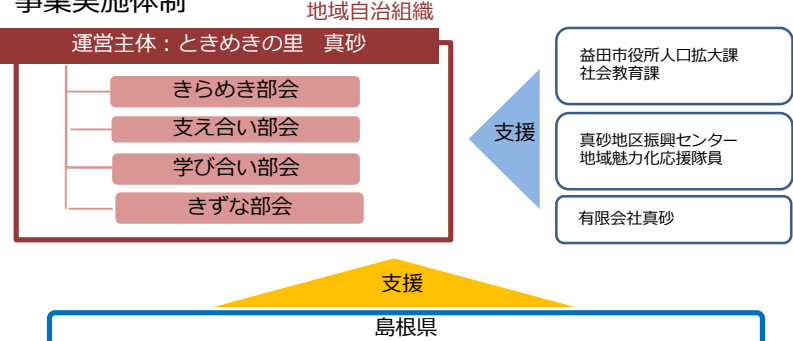 事業実施体制
地域自治組織
運営主体：ときめきの里　真砂
きらめき部会
支え合い部会
学び合い部会
きずな部会
支援
益田市役所人口拡大課
社会教育課
真砂地区振興センター
地域魅力化応援隊員
有限会社真砂
支援
島根県